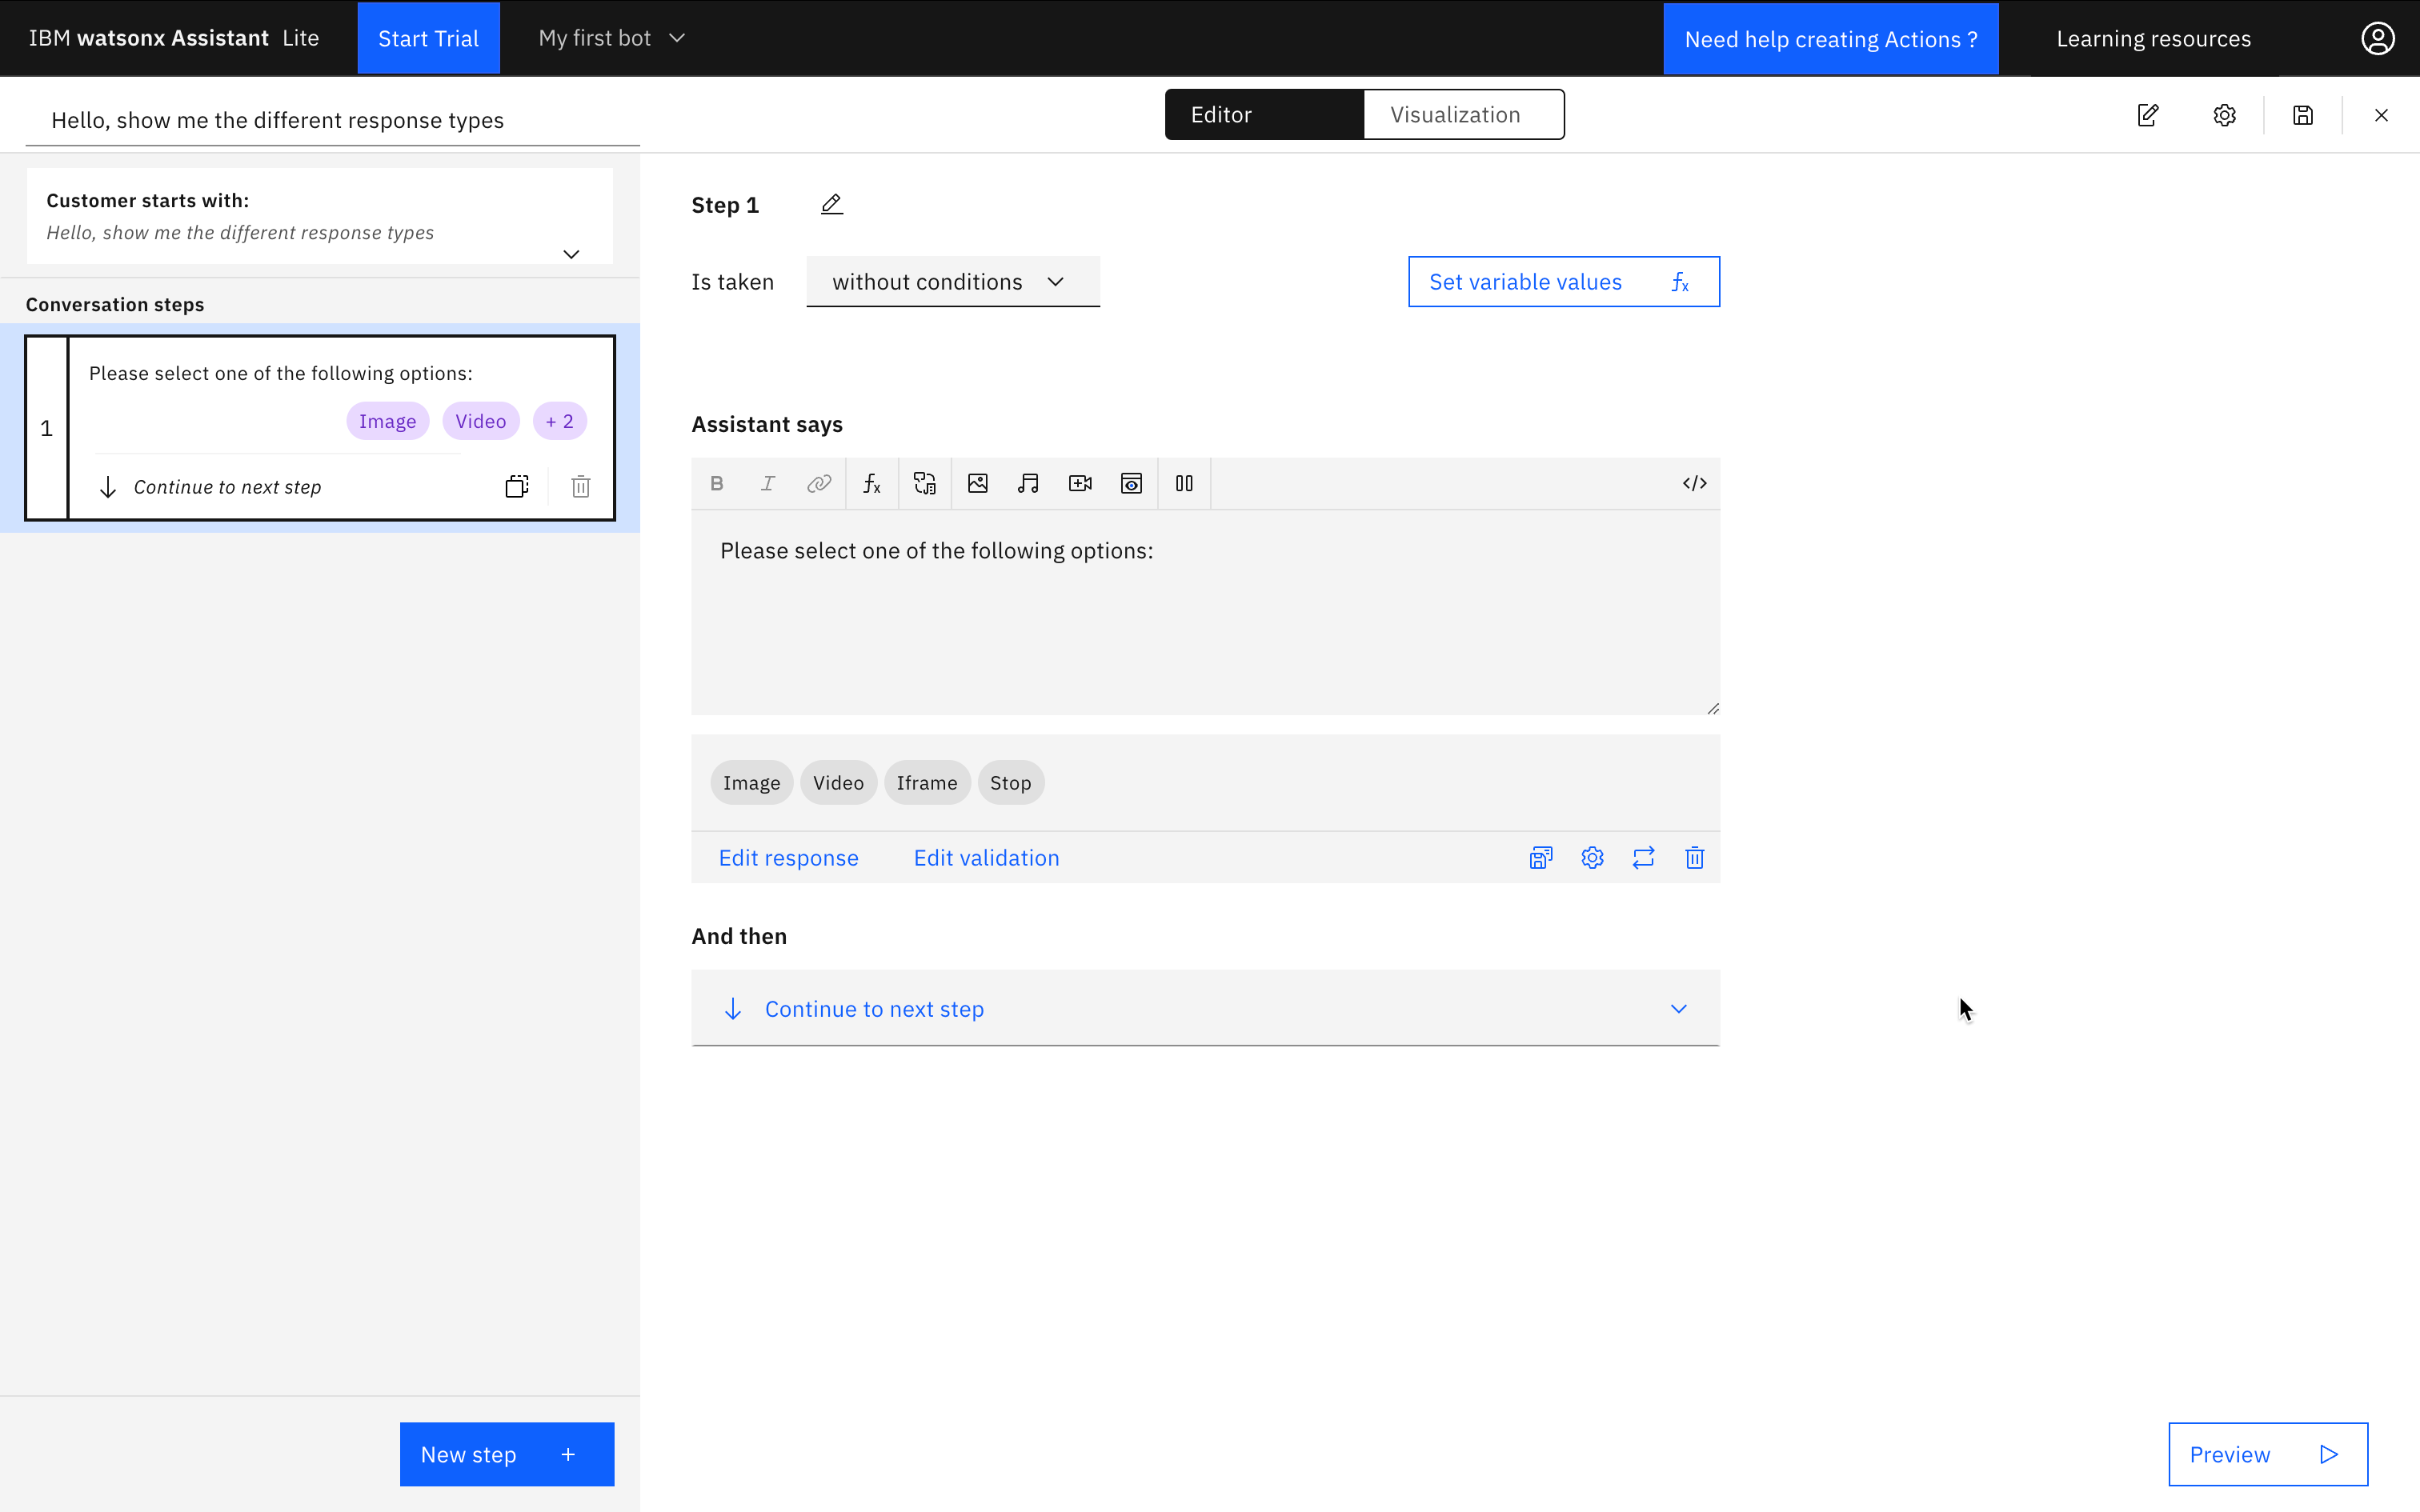 IBM watsonx Assistant Lite
Start Trial
My first bot
Need help creating Actions ?
Learning resources
Hello, show me the different response types
Editor
Visualization
Customer starts with:
Hello, show me the different response types
Conversation steps
1
Please select one of the following options:
Image
Video
+ 2
Continue to next step
New step +
Step 1
Is taken
without conditions
Set variable values fx
Assistant says
B I fx </>
Please select one of the following options:
Image
Video
Iframe
Stop
Edit response
Edit validation
And then
Continue to next step
Preview